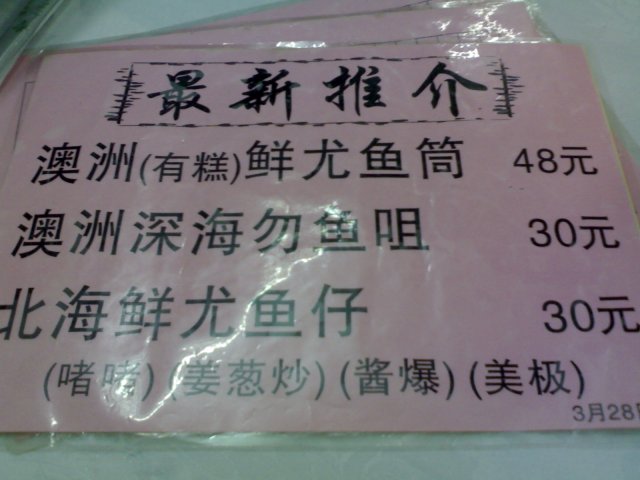 最新推介
澳洲(有糕)鲜尤鱼筒 48元
澳洲深海勿鱼咀 30元
北海鲜尤鱼仔 30元
(啫啫) (姜葱炒) (酱爆) (美极)
3月28日